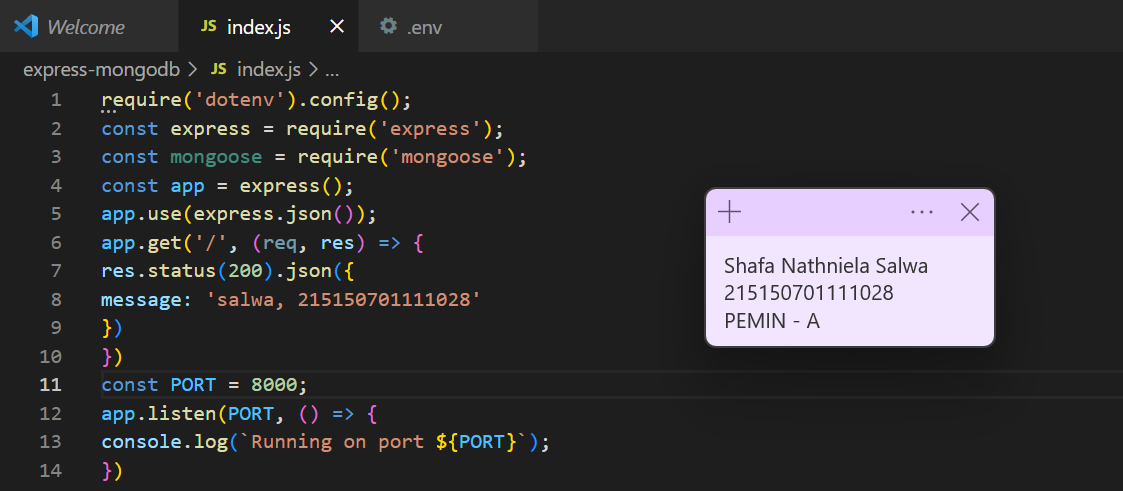 Welcome
JS index.js
.env
express-mongodb > JS index.js > ...
1 require('dotenv').config();
2 const express = require('express');
3 const mongoose = require('mongoose');
4 const app = express();
5 app.use(express.json());
6 app.get('/', (req, res) => {
7 res.status(200).json({
8 message: 'salwa, 215150701111028'
9 })
10 })
11 const PORT = 8000;
12 app.listen(PORT, () => {
13 console.log(`Running on port ${PORT}`);
14 })
Shafa Nathniela Salwa
215150701111028
PEMIN - A